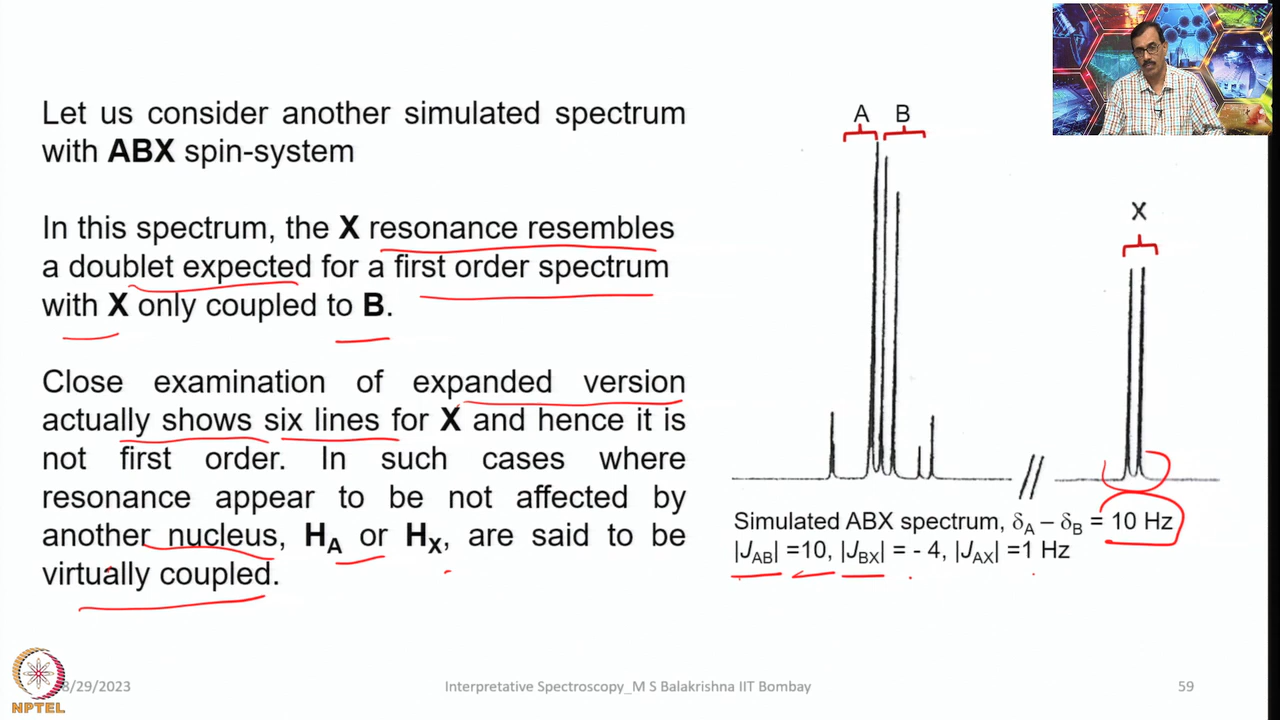 Let us consider another simulated spectrum
with ABX spin-system
In this spectrum, the X resonance resembles
a doublet expected for a first order spectrum
with X only coupled to B.
Close examination of expanded version
actually shows six lines for X and hence it is
not first order. In such cases where
resonance appear to be not affected by
another nucleus, HA or HX, are said to be
virtually coupled.
A B
X
//
Simulated ABX spectrum, δA – δB = 10 Hz
|JAB| =10, |JBX| = - 4, |JAX| =1 Hz
8/29/2023
Interpretative Spectroscopy_M S Balakrishna IIT Bombay
59
NPTEL